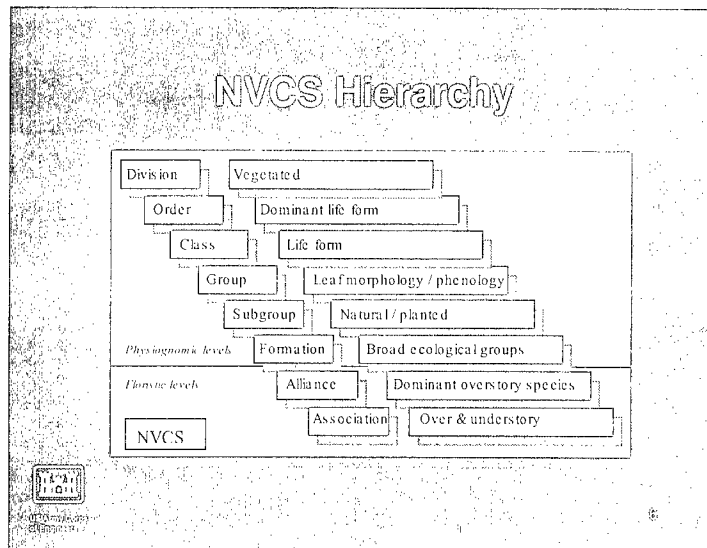 NVCS Hierarchy
Division Vegetated
Order Dominant life form
Class Life form
Group Leaf morphology / phenology
Subgroup Natural / planted
Physiognomic levels Formation Broad ecological groups
Floristic levels Alliance Dominant overstory species
Association Over & understory
NVCS